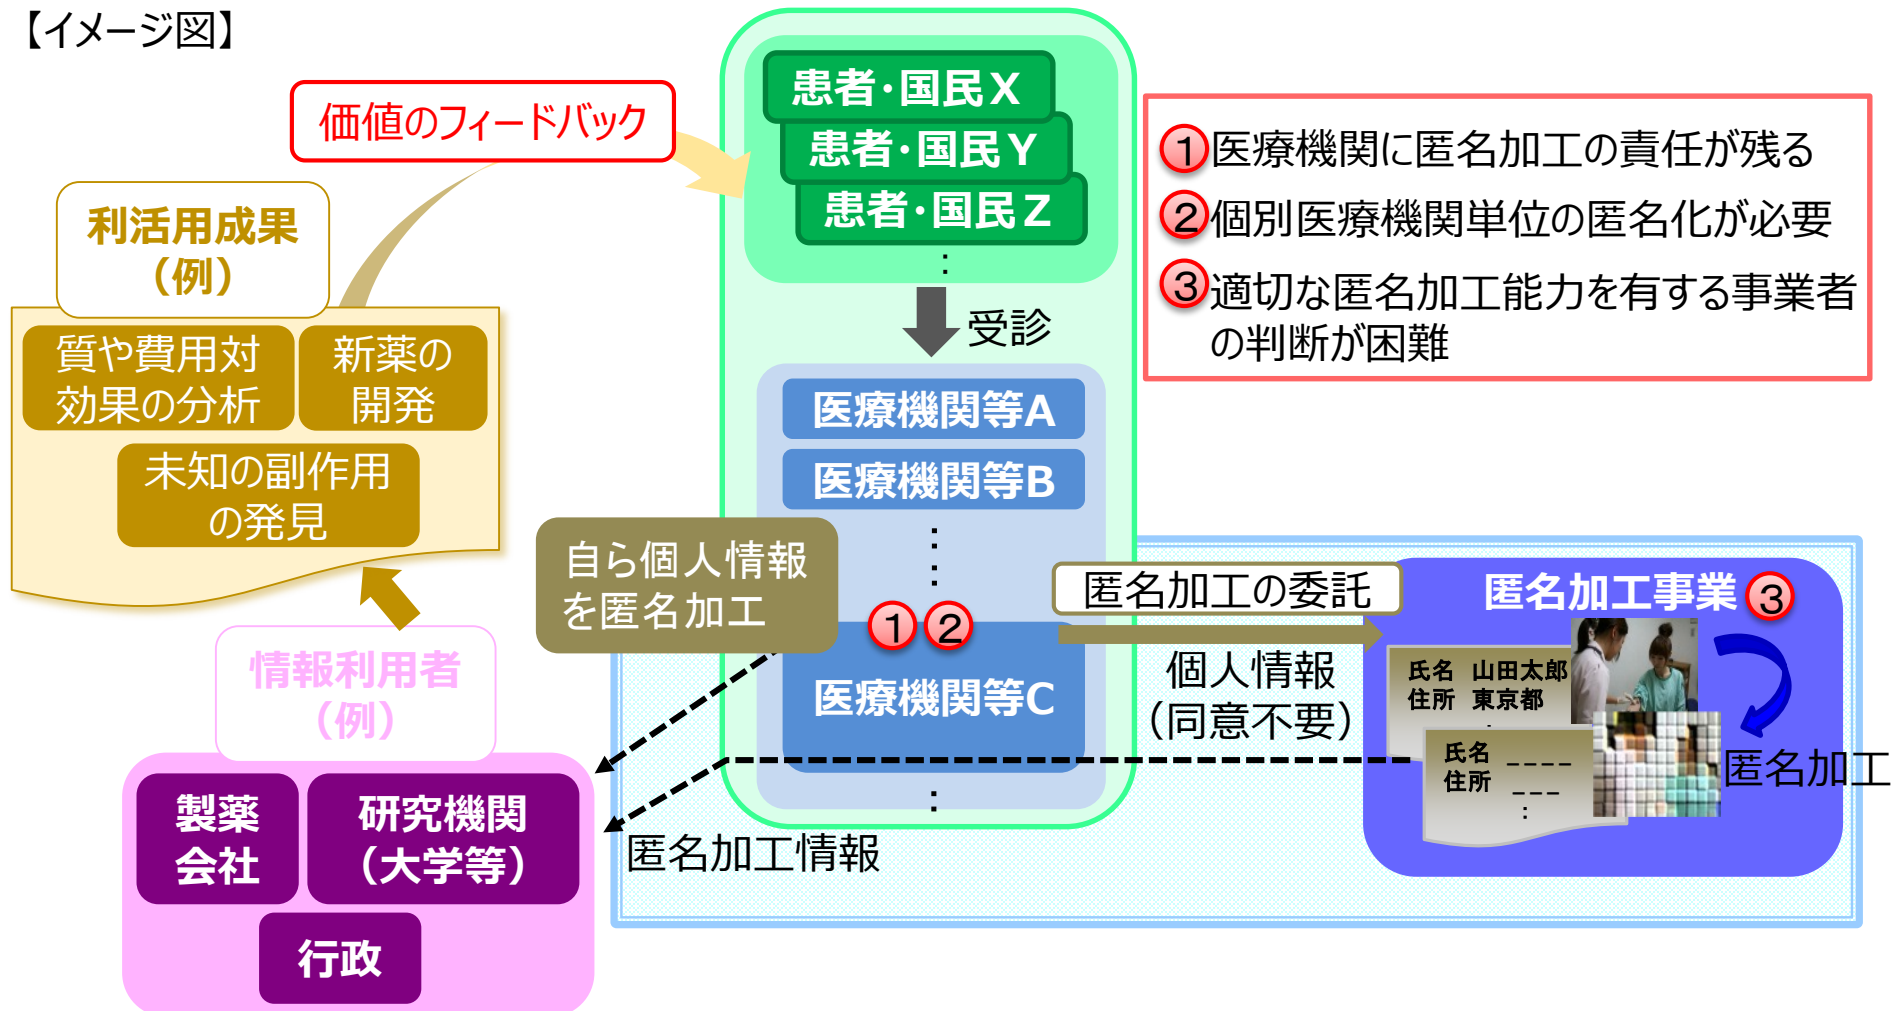 【イメージ図】
価値のフィードバック
患者・国民X
患者・国民Y
患者・国民Z
：
受診
①医療機関に匿名加工の責任が残る
②個別医療機関単位の匿名化が必要
③適切な匿名加工能力を有する事業者
の判断が困難
利活用成果
（例）
質や費用対
効果の分析
新薬の
開発
未知の副作用
の発見
医療機関等A
医療機関等B
：
：
自ら個人情報
を匿名加工
① ②
医療機関等C
：
匿名加工の委託
個人情報
（同意不要）
匿名加工事業 ③
氏名 山田太郎
住所 東京都
：
氏名 ____
住所 ___
：
匿名加工
匿名加工情報
情報利用者
（例）
製薬
会社
研究機関
（大学等）
行政